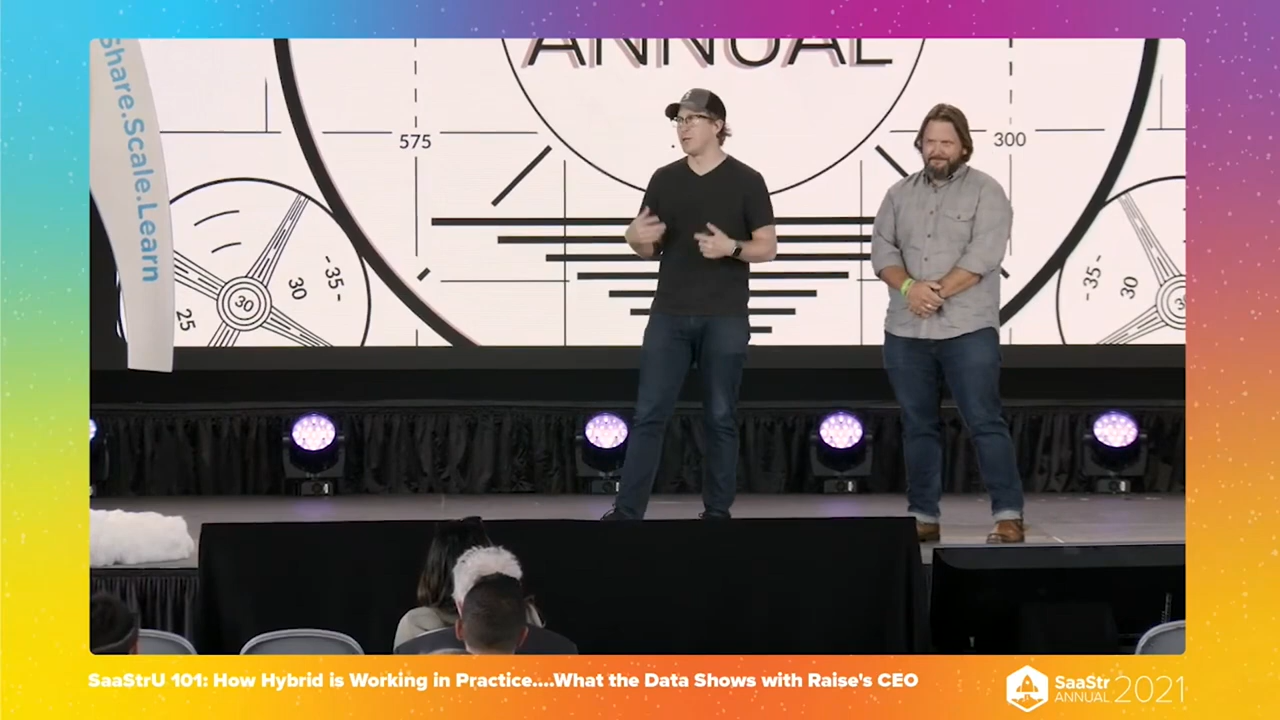 ANNUAL
Share.Scale.Learn
575
300
-35-
30
30
25
-35-
30
SaaStrU 101: How Hybrid is Working in Practice....What the Data Shows with Raise's CEO
SaaStr
ANNUAL
2021